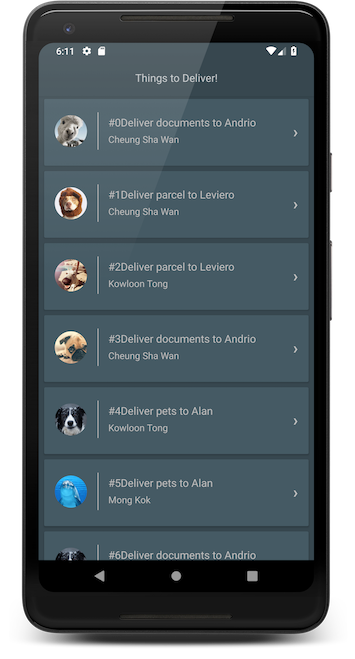 6:11
Things to Deliver!
#0Deliver documents to Andrio
Cheung Sha Wan
#1Deliver parcel to Leviero
Cheung Sha Wan
#2Deliver parcel to Leviero
Kowloon Tong
#3Deliver documents to Andrio
Cheung Sha Wan
#4Deliver pets to Alan
Kowloon Tong
#5Deliver pets to Alan
Mong Kok
#6Deliver documents to Andrio